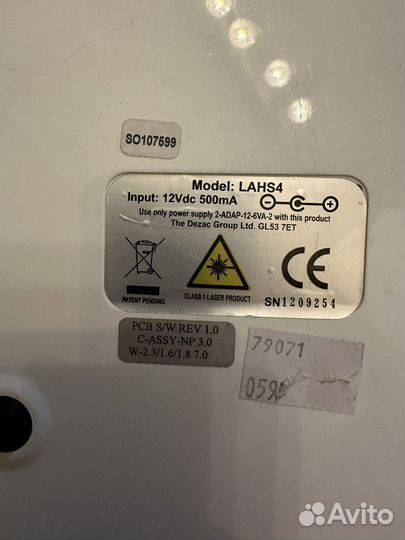 SO107699
Model: LAHS4
Input: 12Vdc 500mA
Use only power supply 2-ADAP-12-6VA-2 with this product
The Dezac Group Ltd. GL53 7ET
PATENT PENDING
CLASS 1 LASER PRODUCT
CE
SN1209254
PCB S/W REV 1.0
C-ASSY-NP 3.0
W-2.3/1.6/1.8 7.0
79071
Avito